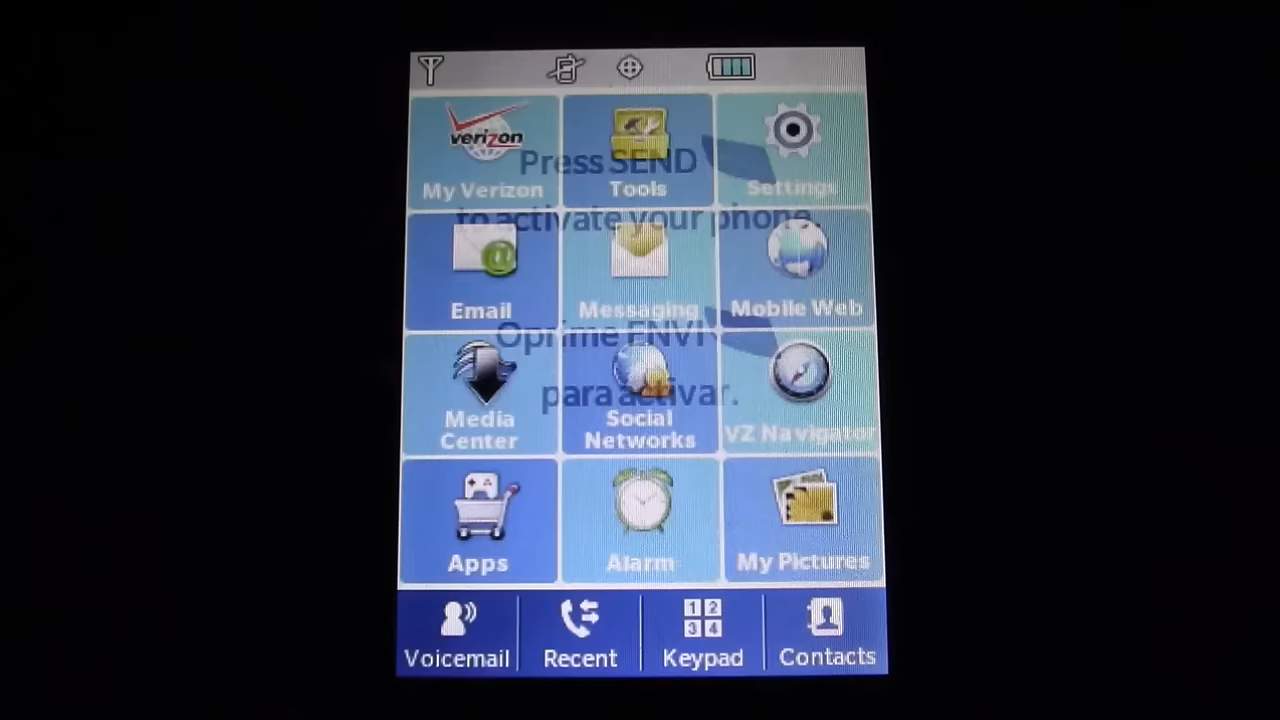 verizon
My Verizon
Tools
Settings
Press SEND
to activate your phone.
Email
Messaging
Mobile Web
Oprime ENVI
para activar.
Media
Center
Social
Networks
VZ Navigator
Apps
Alarm
My Pictures
1 2
3 4
Voicemail
Recent
Keypad
Contacts